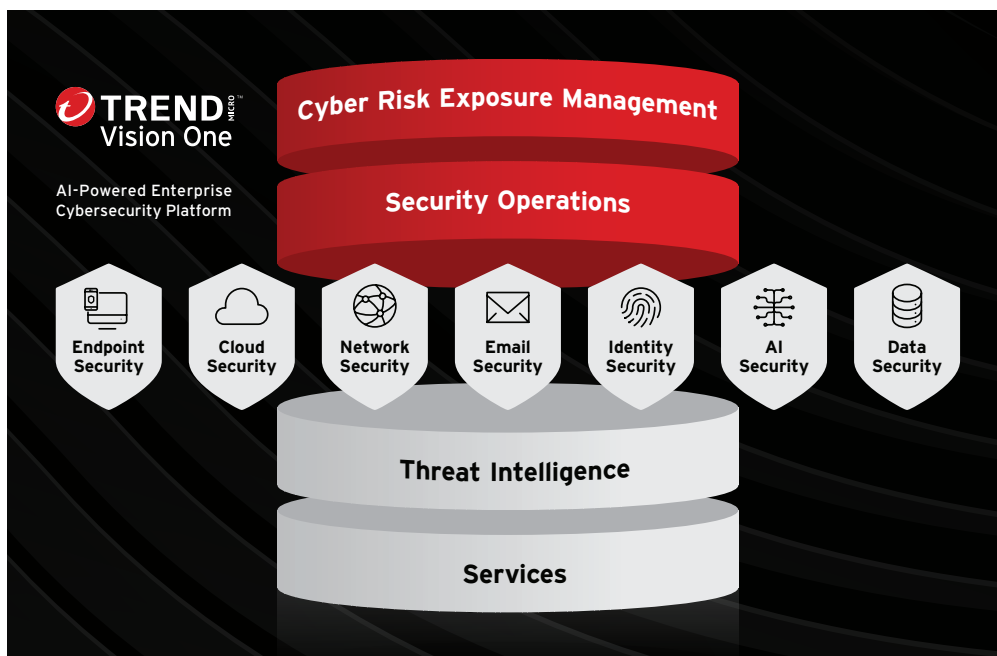 Cyber Risk Exposure Management
TREND MICRO™
Vision One
AI-Powered Enterprise
Cybersecurity Platform
Security Operations
Endpoint
Security
Cloud
Security
Network
Security
Email
Security
Identity
Security
AI
Security
Data
Security
Threat Intelligence
Services